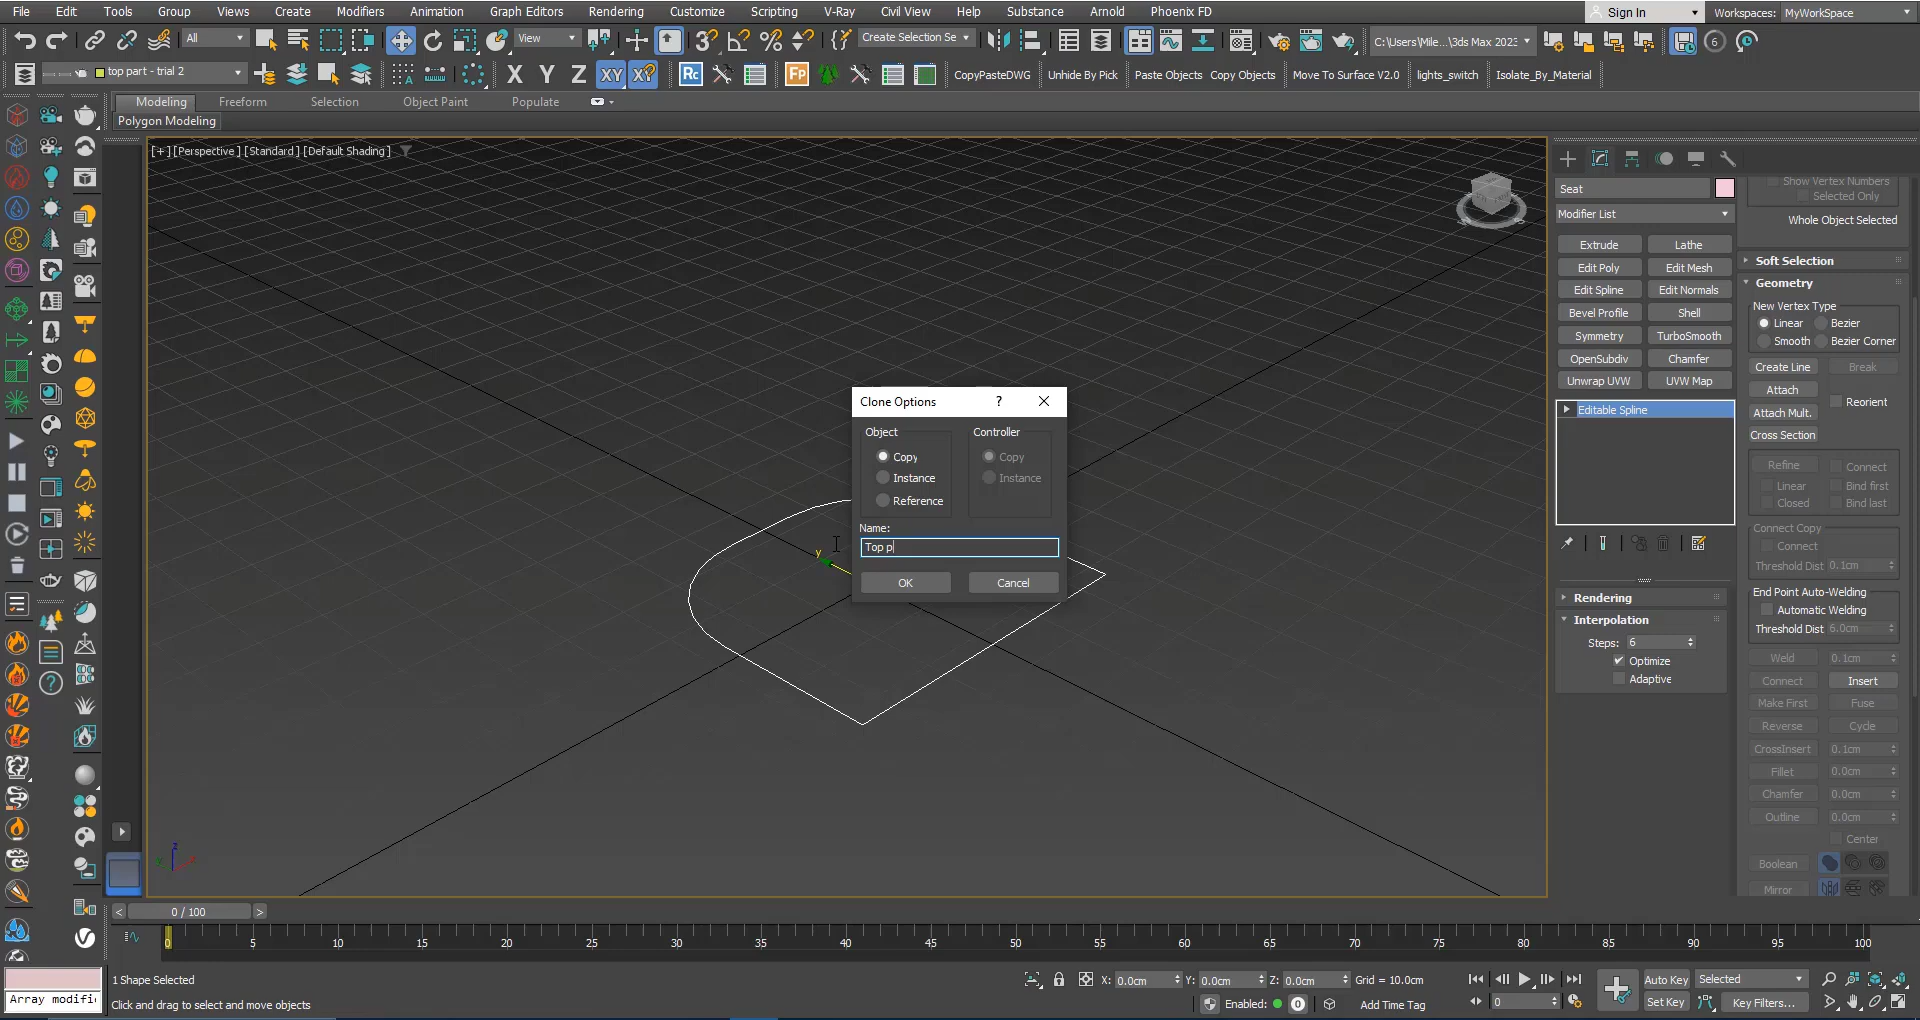 File Edit Tools Group Views Create Modifiers Animation Graph Editors Rendering Customize Scripting V-Ray Civil View Help Substance Arnold Phoenix FD Sign In Workspaces: MyWorkSpace
All View Create Selection Se C:\Users\Mile...\3ds Max 2023 6
top part - trial 2 X Y Z XY XY? Rc Fp CopyPasteDWG Unhide By Pick Paste Objects Copy Objects Move To Surface V2.0 lights_switch Isolate_By_Material
Modeling Freeform Selection Object Paint Populate
Polygon Modeling
[+] [Perspective ] [Standard ] [Default Shading ]
Clone Options ? X
Object Controller
Copy Copy
Instance Instance
Reference
Name:
Top p
OK Cancel
y
z
Seat
Modifier List
Extrude Lathe
Edit Poly Edit Mesh
Edit Spline Edit Normals
Bevel Profile Shell
Symmetry TurboSmooth
OpenSubdiv Chamfer
Unwrap UVW UVW Map
Editable Spline
Rendering
Interpolation
Steps: 6
Optimize
Adaptive
Show Vertex Numbers
Selected Only
Whole Object Selected
Soft Selection
Geometry
New Vertex Type
Linear Bezier
Smooth Bezier Corner
Create Line Break
Attach
Reorient
Attach Mult.
Cross Section
Refine Connect
Linear Bind first
Closed Bind last
Connect Copy
Connect
Threshold Dist 0.1cm
End Point Auto-Welding
Automatic Welding
Threshold Dist 6.0cm
Weld 0.1cm
Connect Insert
Make First Fuse
Reverse Cycle
CrossInsert 0.1cm
Fillet 0.0cm
Chamfer 0.0cm
Outline 0.0cm
Center
Boolean
Mirror
< 0 / 100 >
0 5 10 15 20 25 30 35 40 45 50 55 60 65 70 75 80 85 90 95 100
1 Shape Selected X: 0.0cm Y: 0.0cm Z: 0.0cm Grid = 10.0cm Auto Key Selected
Array modifi Click and drag to select and move objects Enabled: 0 Add Time Tag 0 Set Key Key Filters...